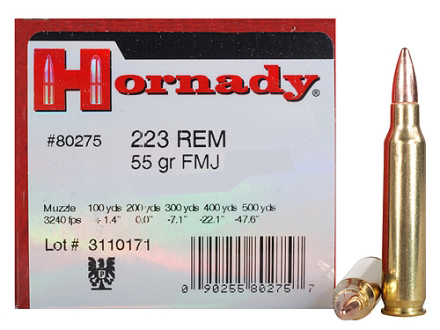 Hornady®
#80275 223 REM
55 gr FMJ
Muzzle 100 yds 200 yds 300 yds 400 yds 500 yds
3240 fps + 1.4" 0.0" -7.1" -22.1" -47.6"
Lot # 3110171
0 90255 80275 7